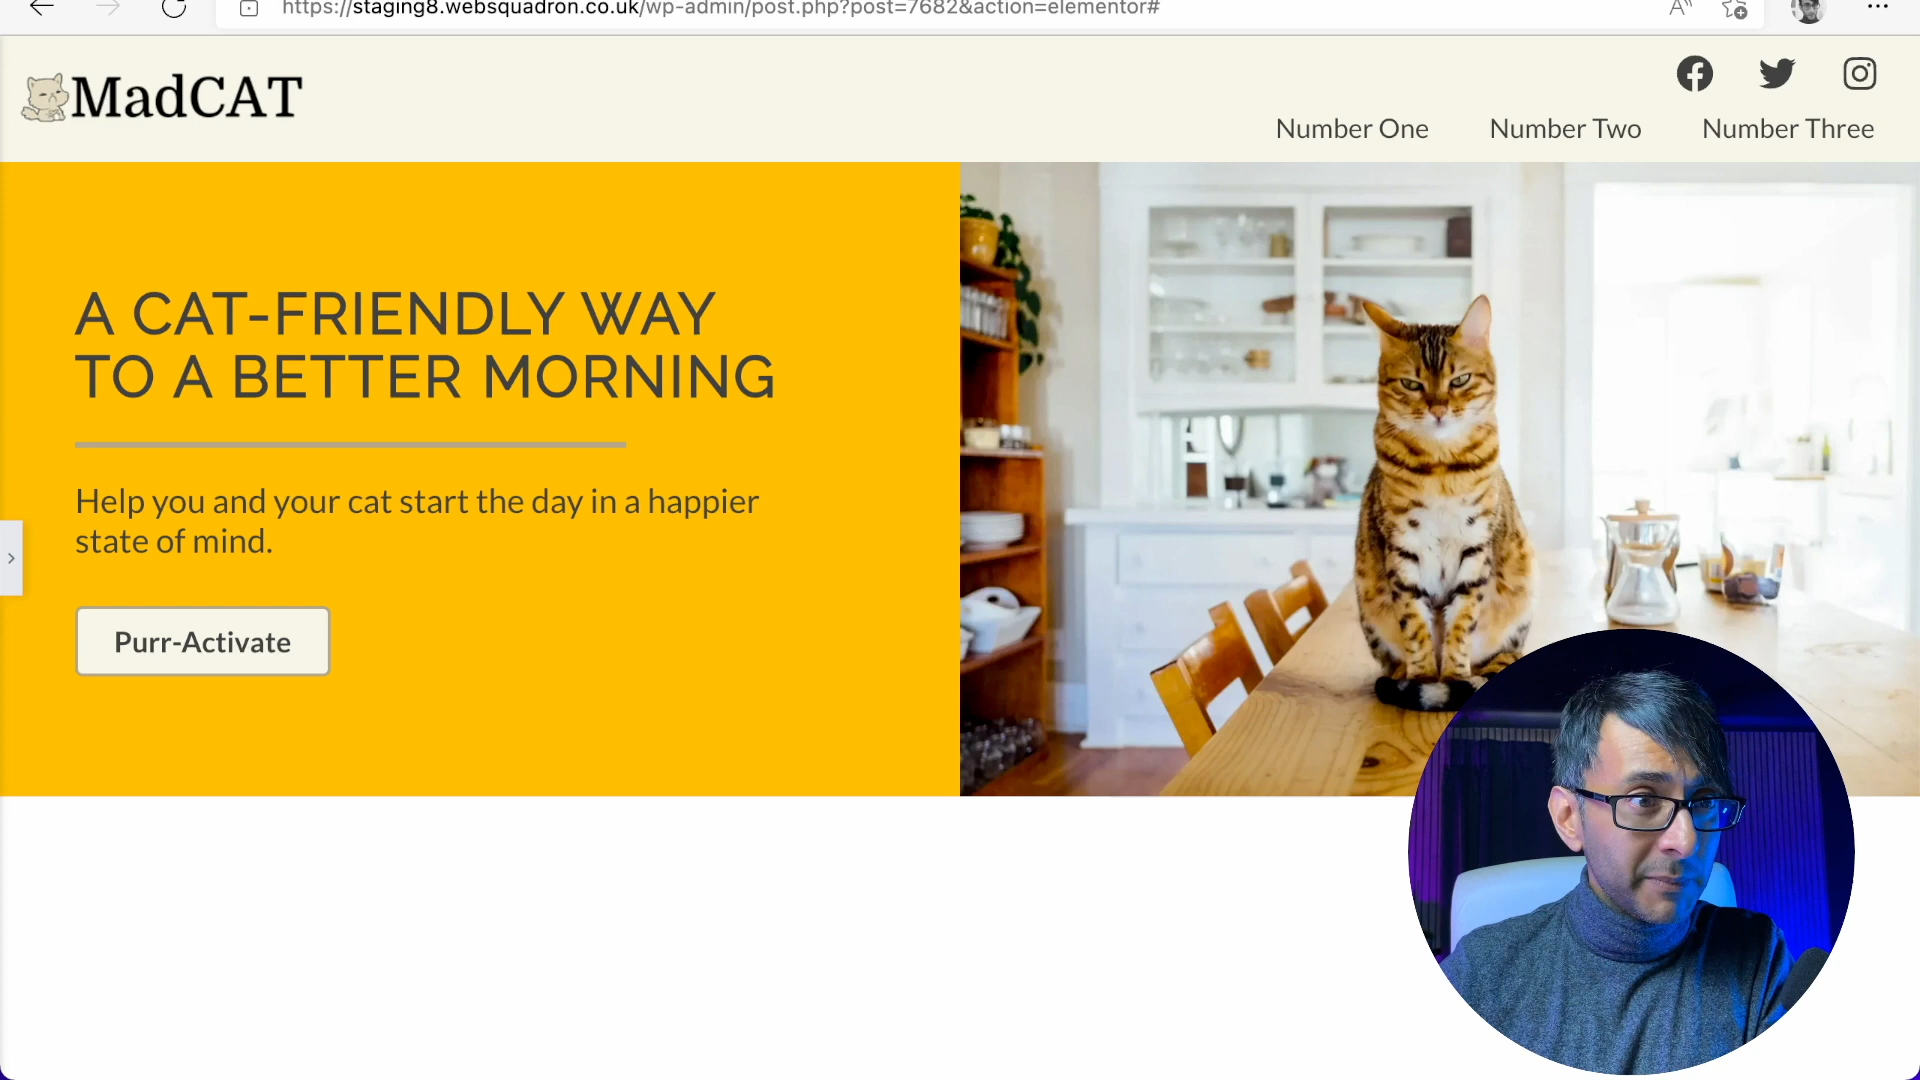 https://staging8.websquadron.co.uk/wp-admin/post.php?post=7682&action=elementor#
MadCAT
Number One Number Two Number Three
A CAT-FRIENDLY WAY
TO A BETTER MORNING
Help you and your cat start the day in a happier
state of mind.
Purr-Activate